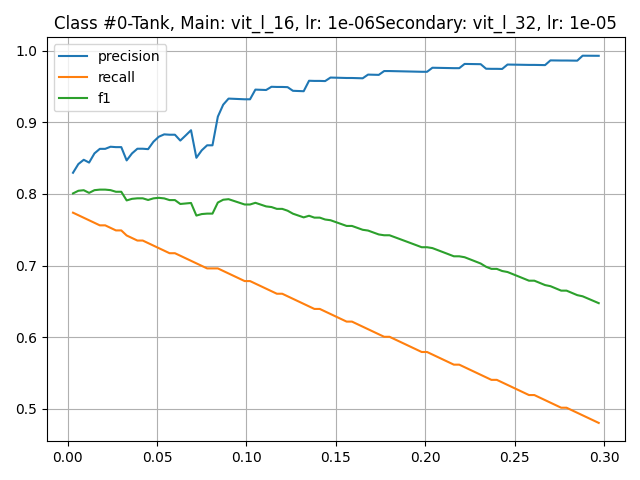 Class #0-Tank, Main: vit_l_16, lr: 1e-06Secondary: vit_l_32, lr: 1e-05
precision
recall
f1
1.0
0.9
0.8
0.7
0.6
0.5
0.00 0.05 0.10 0.15 0.20 0.25 0.30